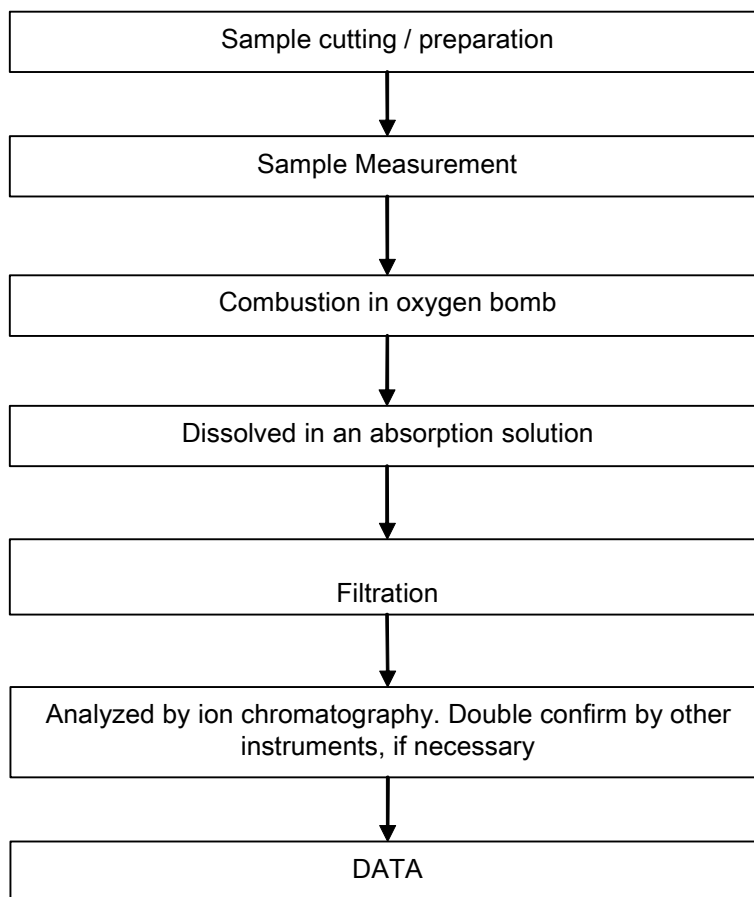 Sample cutting / preparation
Sample Measurement
Combustion in oxygen bomb
Dissolved in an absorption solution
Filtration
Analyzed by ion chromatography. Double confirm by other
instruments, if necessary
DATA